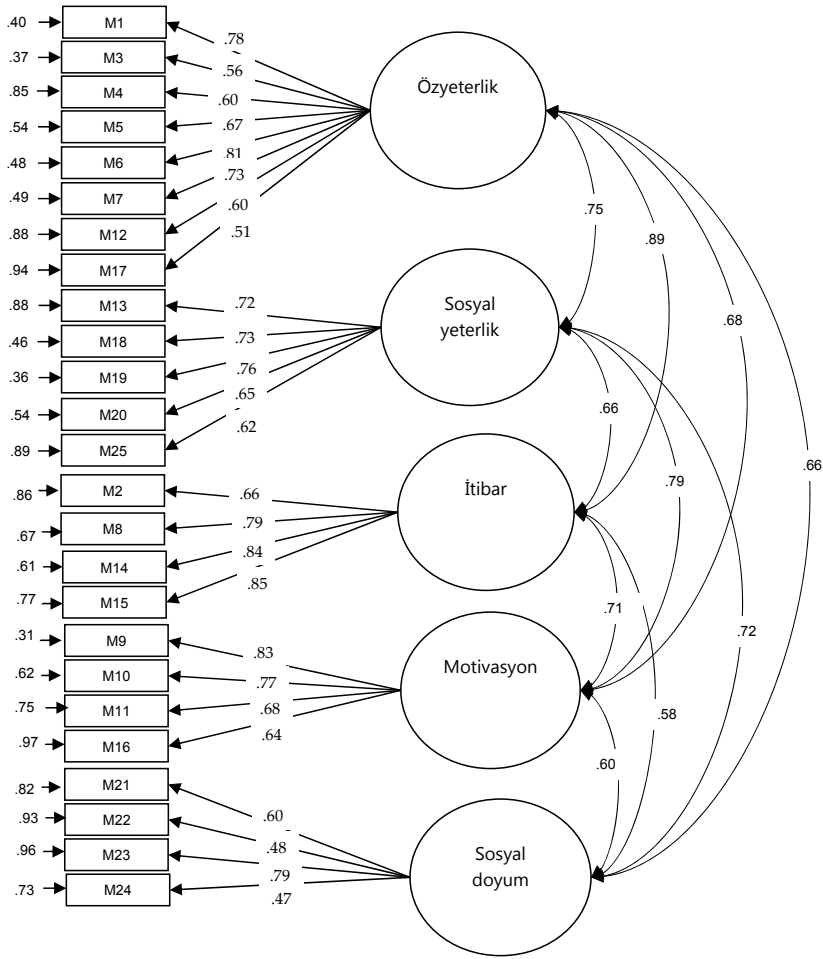 .40 M1
.37 M3
.85 M4
.54 M5
.48 M6
.49 M7
.88 M12
.94 M17
.78
.56
.60
.67
.81
.73
.60
.51
Özyeterlik
.88 M13
.46 M18
.36 M19
.54 M20
.89 M25
.72
.73
.76
.65
.62
Sosyal
yeterlik
.86 M2
.67 M8
.61 M14
.77 M15
.66
.79
.84
.85
İtibar
.31 M9
.62 M10
.75 M11
.97 M16
.83
.77
.68
.64
Motivasyon
.82 M21
.93 M22
.96 M23
.73 M24
.60
.48
.79
.47
Sosyal
doyum
.75
.89
.68
.66
.66
.79
.72
.71
.58
.60